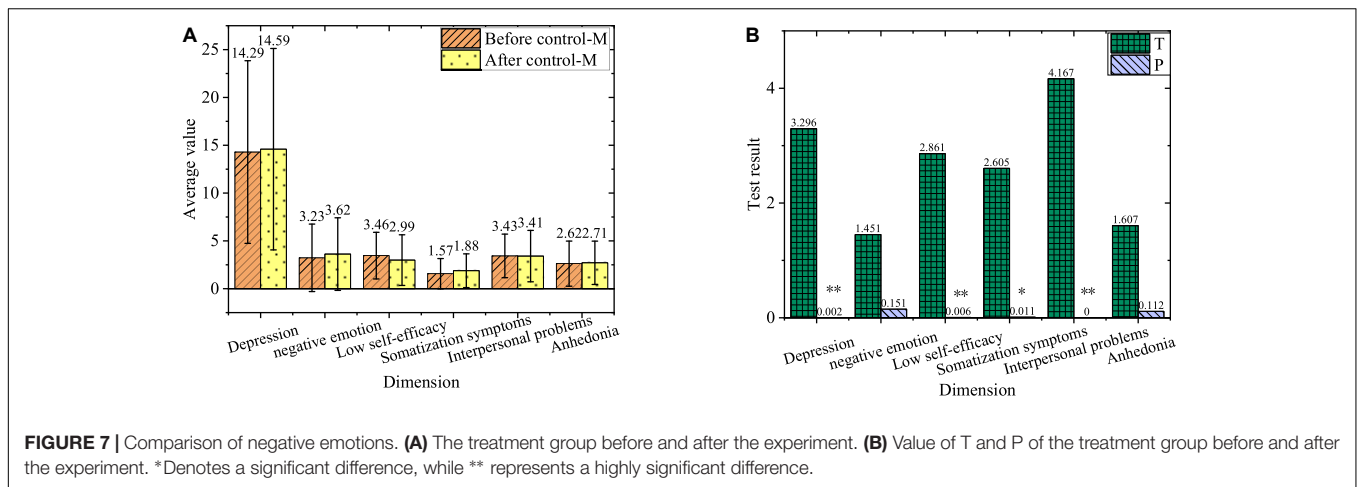 A
Before control-M
After control-M
25
20
15
10
5
0
Average value
14.29
14.59
3.23
3.62
3.46
2.99
1.57
1.88
3.43
3.41
2.62
2.71
Depression
negative emotion
Low self-efficacy
Somatization symptoms
Interpersonal problems
Anhedonia
Dimension
B
T
P
4
2
0
Test result
3.296
**
0.002
1.451
0.151
2.861
**
0.006
2.605
*
0.011
4.167
**
0
1.607
0.112
Depression
negative emotion
Low self-efficacy
Somatization symptoms
Interpersonal problems
Anhedonia
Dimension
FIGURE 7 | Comparison of negative emotions. (A) The treatment group before and after the experiment. (B) Value of T and P of the treatment group before and after
the experiment. *Denotes a significant difference, while ** represents a highly significant difference.